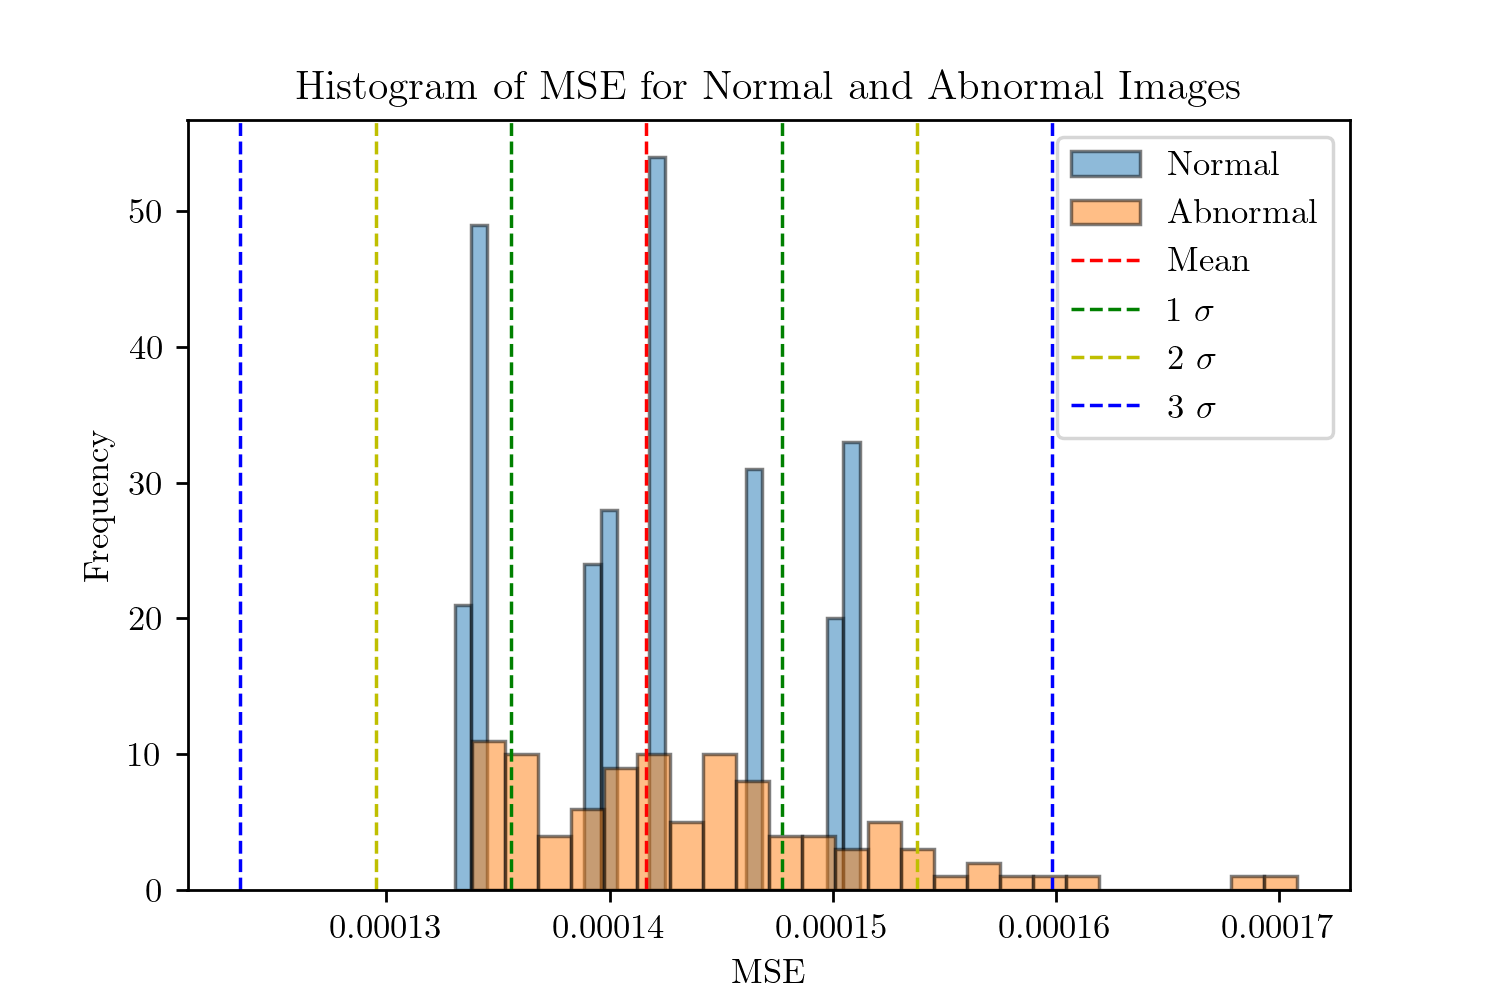 Histogram of MSE for Normal and Abnormal Images
Normal
Abnormal
Mean
1 σ
2 σ
3 σ
Frequency
50
40
30
20
10
0
0.00013
0.00014
0.00015
0.00016
0.00017
MSE